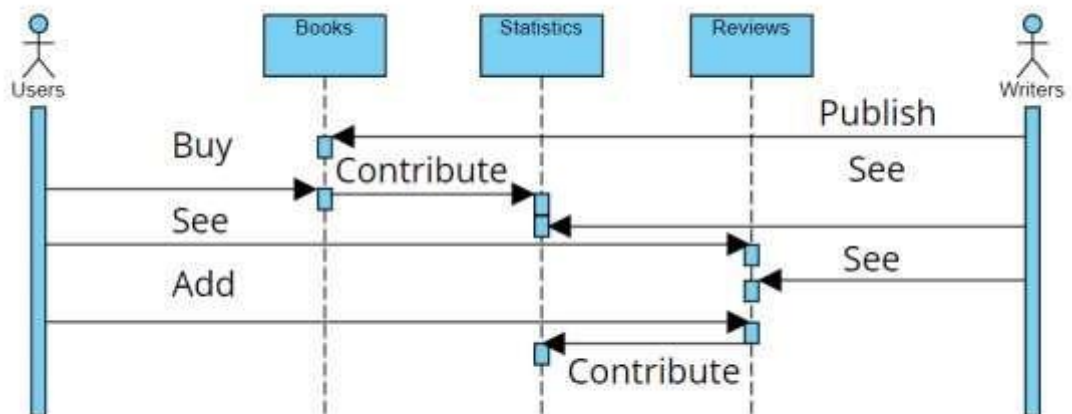 Books
Statistics
Reviews
Users
Writers
Publish
Buy
Contribute
See
See
See
Add
Contribute